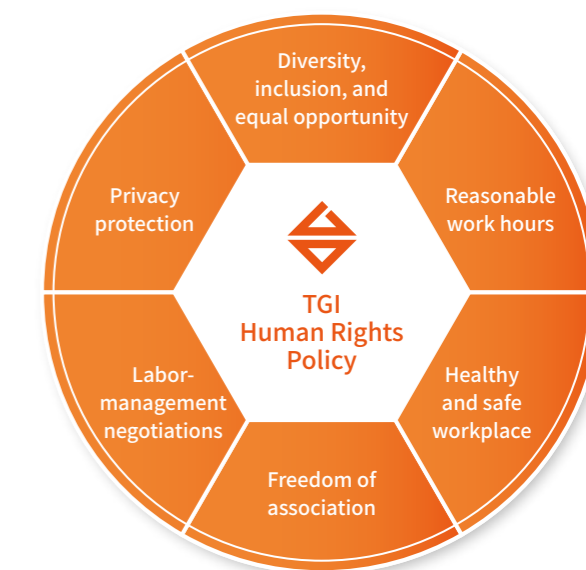 Diversity,
inclusion, and
equal opportunity
Reasonable
work hours
Healthy
and safe
workplace
Freedom of
association
Labor-
management
negotiations
Privacy
protection
TGI
Human Rights
Policy